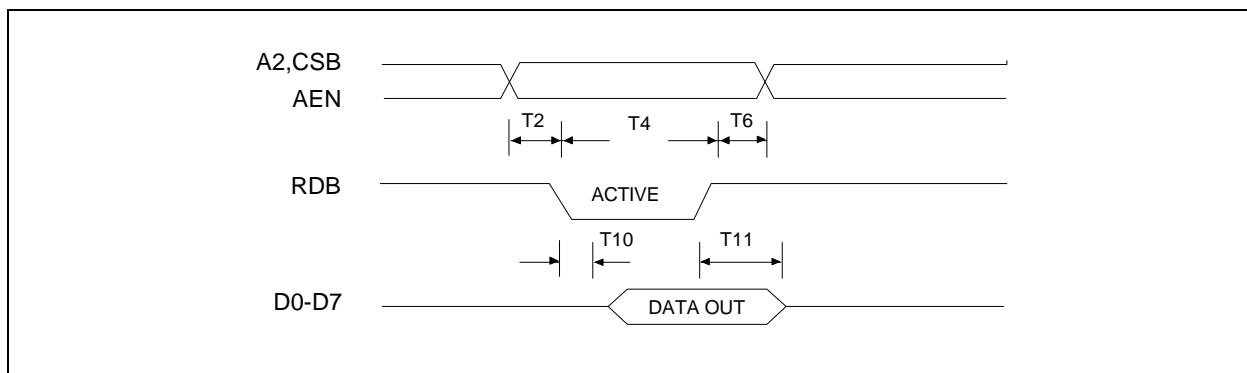 A2,CSB
AEN
T2
T4
T6
RDB
ACTIVE
T10
T11
D0-D7
DATA OUT